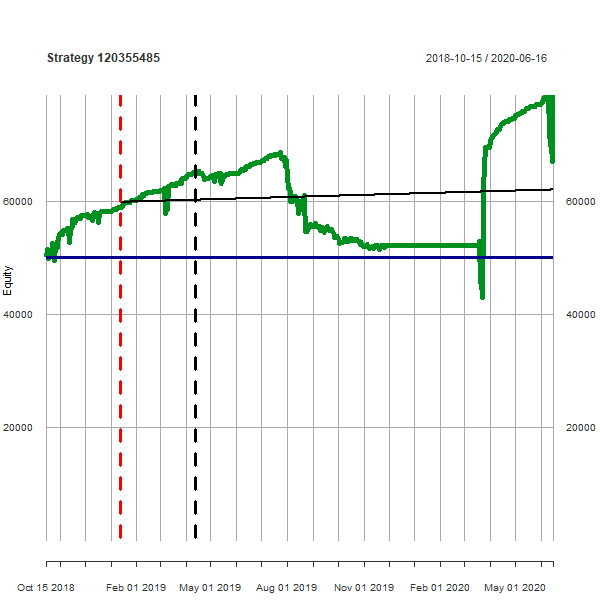 Strategy 120355485
2018-10-15 / 2020-06-16
60000
60000
Equity
40000
40000
20000
20000
Oct 15 2018
Feb 01 2019
May 01 2019
Aug 01 2019
Nov 01 2019
Feb 01 2020
May 01 2020